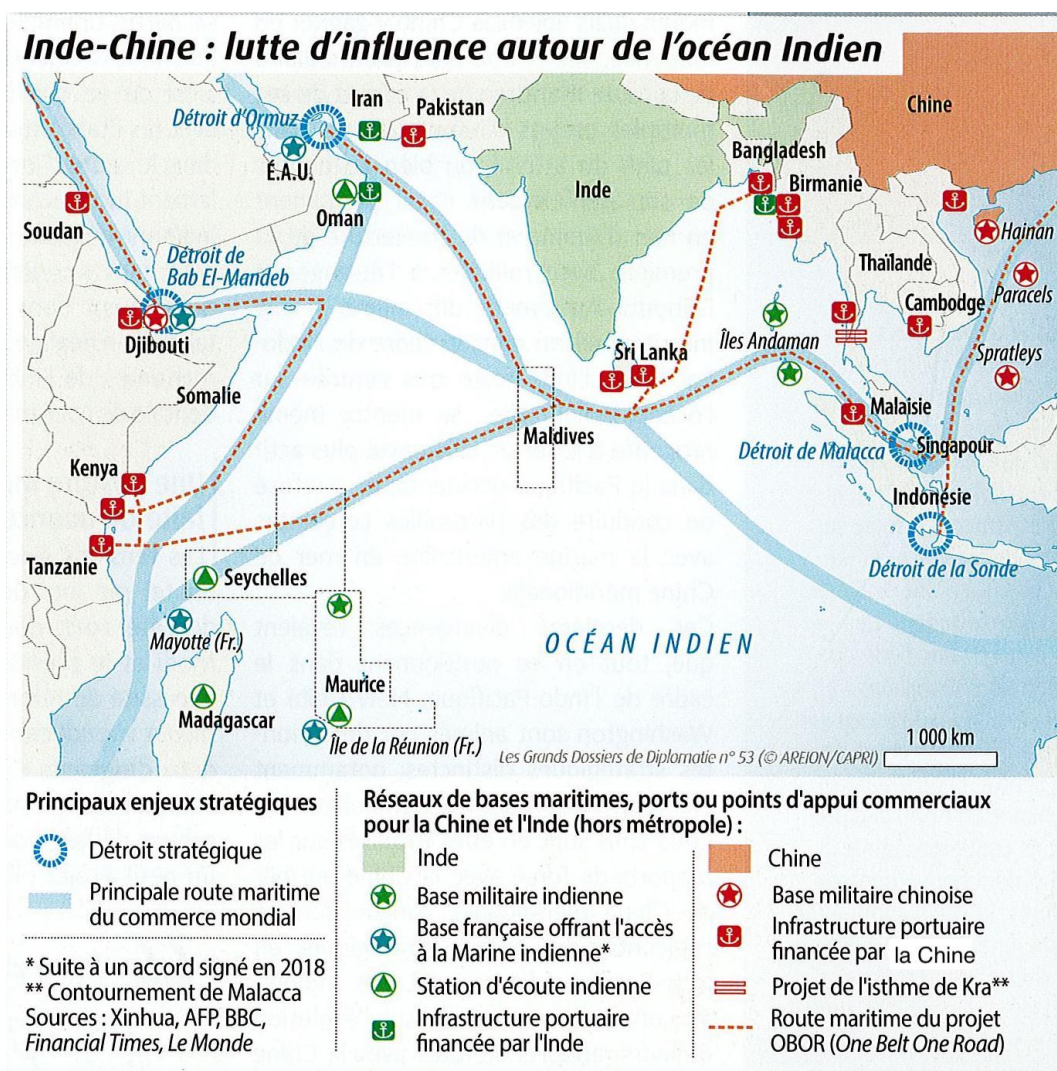 Inde-Chine : lutte d'influence autour de l'océan Indien
Chine
Iran
Pakistan
Détroit d'Ormuz
É.A.U.
Oman
Inde
Bangladesh
Birmanie
Hainan
Soudan
Détroit de
Bab El-Mandeb
Thaïlande
Paracels
Cambodge
Djibouti
Îles Andaman
Sri Lanka
Spratleys
Somalie
Malaisie
Maldives
Détroit de Malacca
Singapour
Kenya
Indonésie
Tanzanie
Détroit de la Sonde
Seychelles
Mayotte (Fr.)
OCÉAN INDIEN
Maurice
Madagascar
Île de la Réunion (Fr.)
1 000 km
Les Grands Dossiers de Diplomatie n° 53 (© AREION/CAPRI)
Principaux enjeux stratégiques
Détroit stratégique
Principale route maritime
du commerce mondial
* Suite à un accord signé en 2018
** Contournement de Malacca
Sources : Xinhua, AFP, BBC,
Financial Times, Le Monde
Réseaux de bases maritimes, ports ou points d'appui commerciaux
pour la Chine et l'Inde (hors métropole) :
Inde
Base militaire indienne
Base française offrant l'accès
à la Marine indienne*
Station d'écoute indienne
Infrastructure portuaire
financée par l'Inde
Chine
Base militaire chinoise
Infrastructure portuaire
financée par la Chine
Projet de l'isthme de Kra**
Route maritime du projet
OBOR (One Belt One Road)